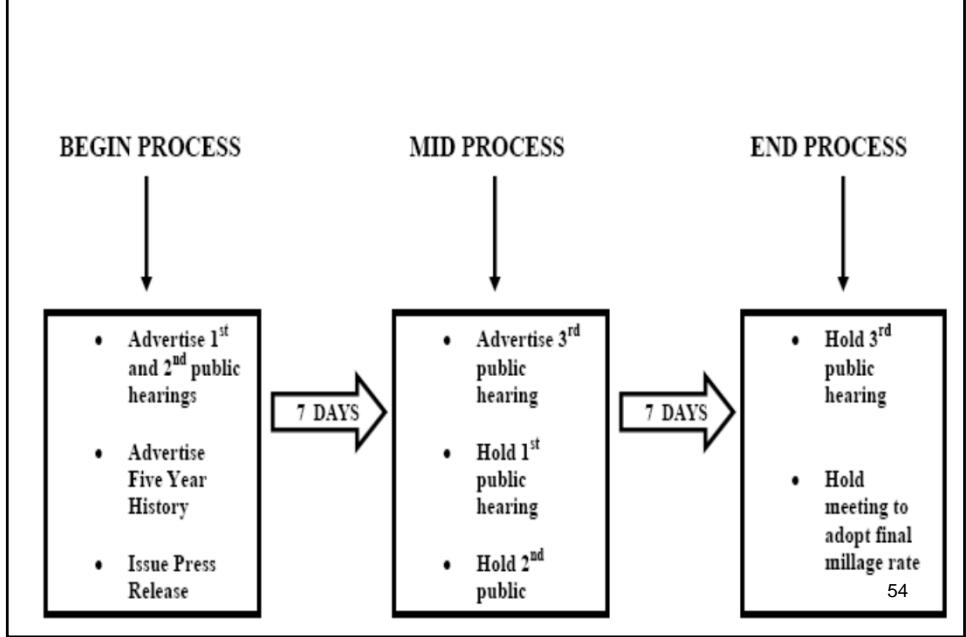 BEGIN PROCESS
MID PROCESS
END PROCESS
• Advertise 1st
and 2nd public
hearings
• Advertise
Five Year
History
• Issue Press
Release
7 DAYS
• Advertise 3rd
public
hearing
• Hold 1st
public
hearing
• Hold 2nd
public
7 DAYS
• Hold 3rd
public
hearing
• Hold
meeting to
adopt final
millage rate
54